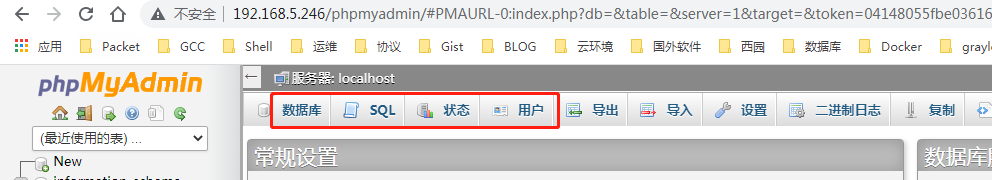 不安全 192.168.5.246/phpmyadmin/#PMAURL-0:index.php?db=&table=&server=1&target=&token=04148055fbe03616
应用 Packet GCC Shell 运维 协议 Gist BLOG 云环境 国外软件 西园 数据库 Docker grayl
phpMyAdmin
(最近使用的表) ...
New
服务器: localhost
数据库 SQL 状态 用户 导出 导入 设置 二进制日志 复制
常规设置
数据库